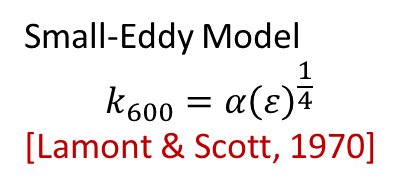 Small-Eddy Model
𝑘₆₀₀ = 𝛼(𝜀)^{1/4}
[Lamont & Scott, 1970]